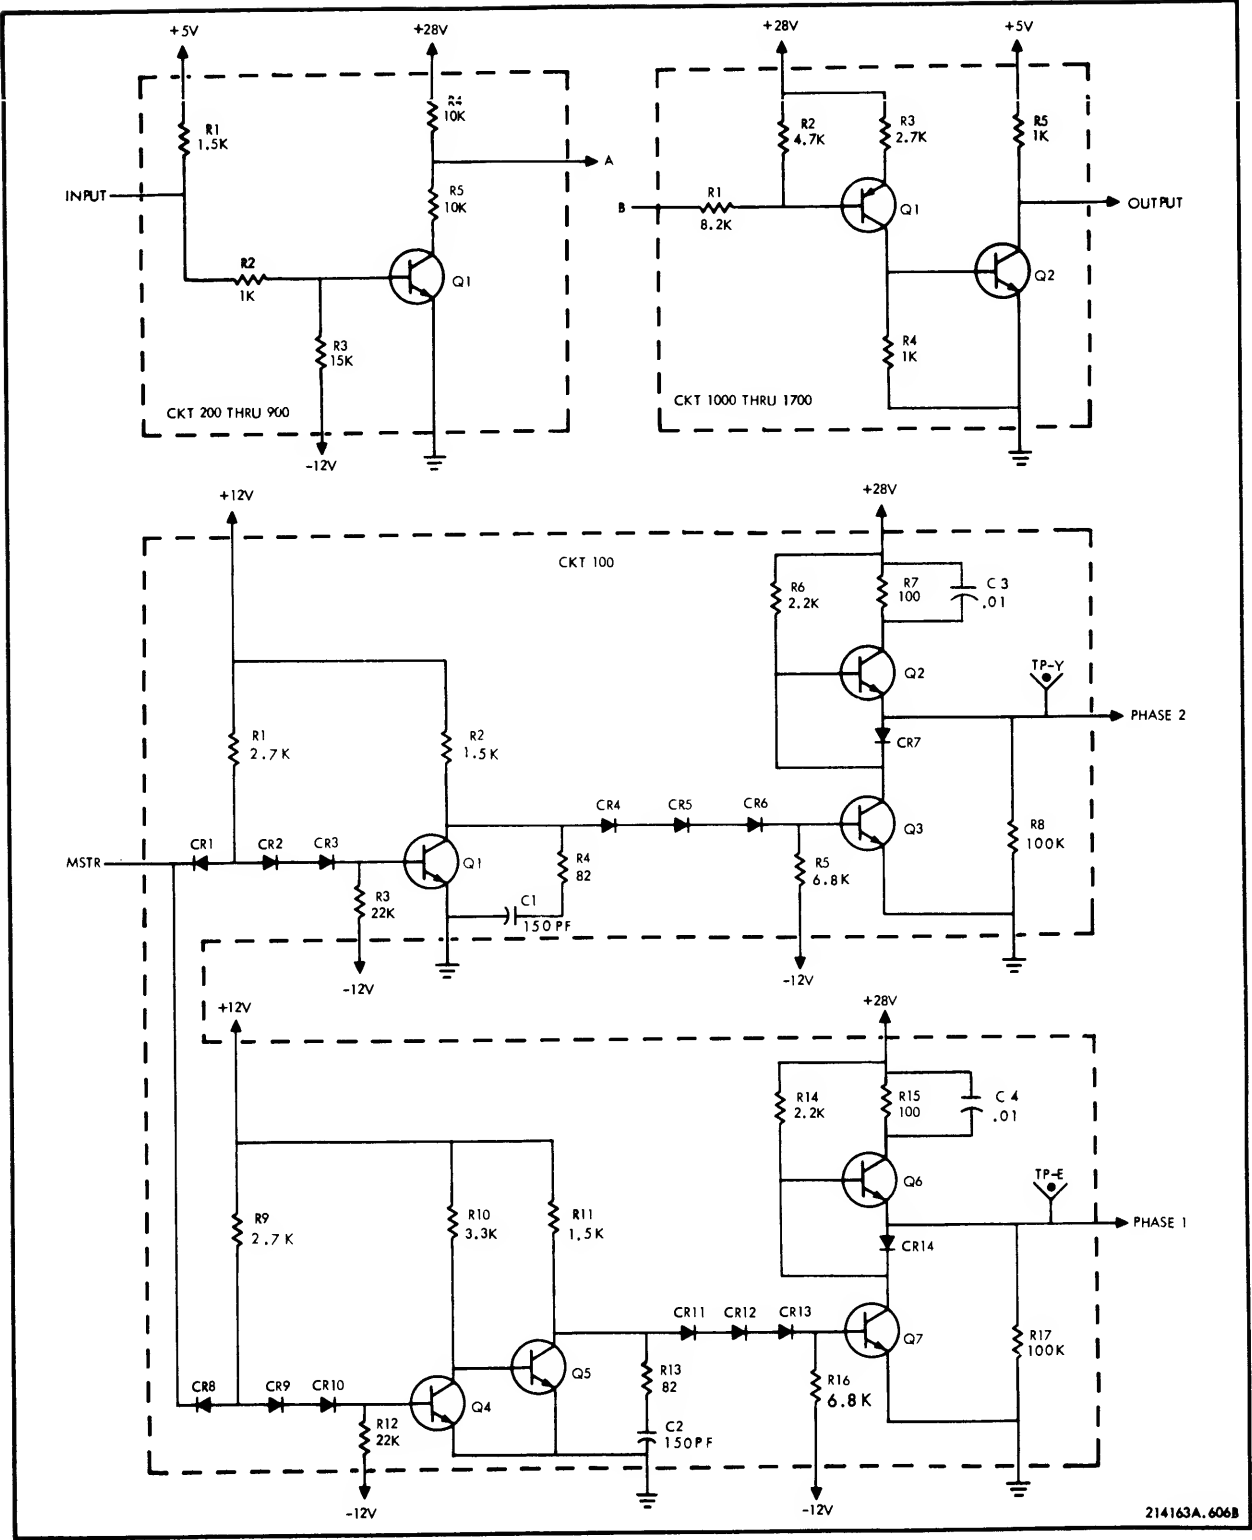 +5V
+28V
R1
1.5K
R4
10K
A
INPUT
R5
10K
R2
1K
Q1
R3
15K
CKT 200 THRU 900
-12V
+28V
+5V
R2
4.7K
R3
2.7K
R5
1K
B
R1
8.2K
Q1
OUTPUT
Q2
R4
1K
CKT 1000 THRU 1700
+12V
+28V
CKT 100
R6
2.2K
R7
100
C3
.01
Q2
TP-Y
PHASE 2
R1
2.7K
R2
1.5K
CR7
CR4
CR5
CR6
Q3
R8
100K
MSTR
CR1
CR2
CR3
Q1
R4
82
R5
6.8K
R3
22K
C1
150PF
-12V
-12V
+12V
+28V
R14
2.2K
R15
100
C4
.01
Q6
TP-E
PHASE 1
R9
2.7K
R10
3.3K
R11
1.5K
CR14
CR11
CR12
CR13
Q7
R17
100K
CR8
CR9
CR10
Q4
Q5
R13
82
R16
6.8K
R12
22K
C2
150PF
-12V
-12V
214163A.606B